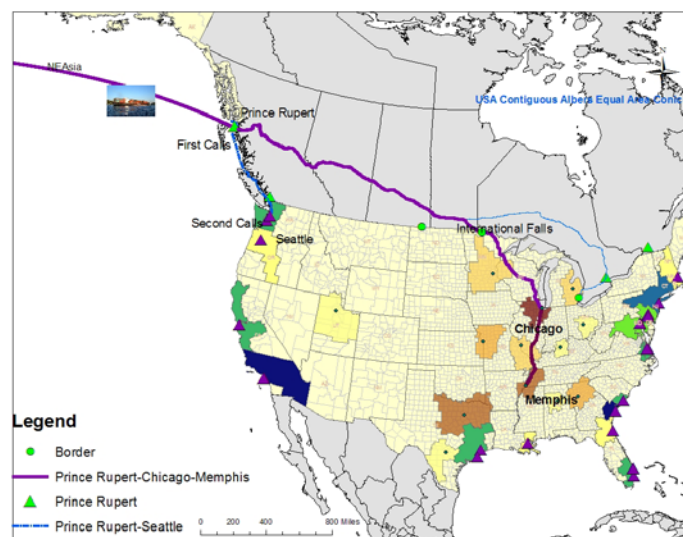 NEAsia
N
USA Contiguous Albers Equal Area Conic
Prince Rupert
First Calls
International Falls
Second Calls
Seattle
Chicago
Memphis
Legend
Border
Prince Rupert-Chicago-Memphis
Prince Rupert
Prince Rupert-Seattle
0 200 400 800 Miles